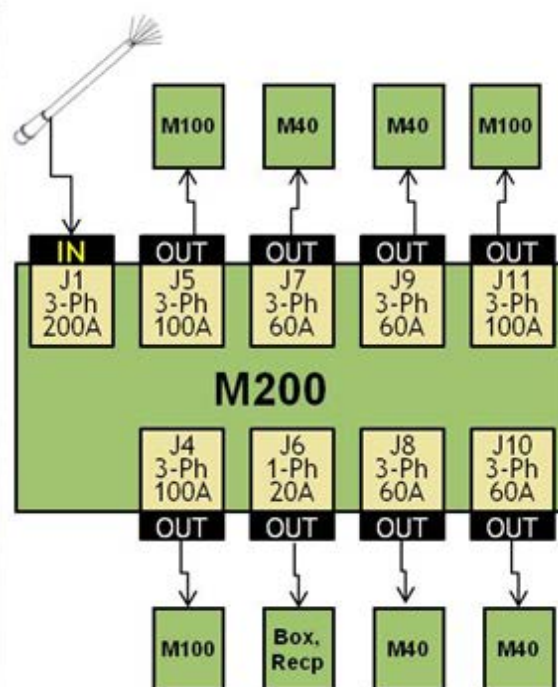 M100
M40
M40
M100
IN
OUT
OUT
OUT
OUT
J1
3-Ph
200A
J5
3-Ph
100A
J7
3-Ph
60A
J9
3-Ph
60A
J11
3-Ph
100A
M200
J4
3-Ph
100A
J6
1-Ph
20A
J8
3-Ph
60A
J10
3-Ph
60A
OUT
OUT
OUT
OUT
M100
Box,
Recp
M40
M40